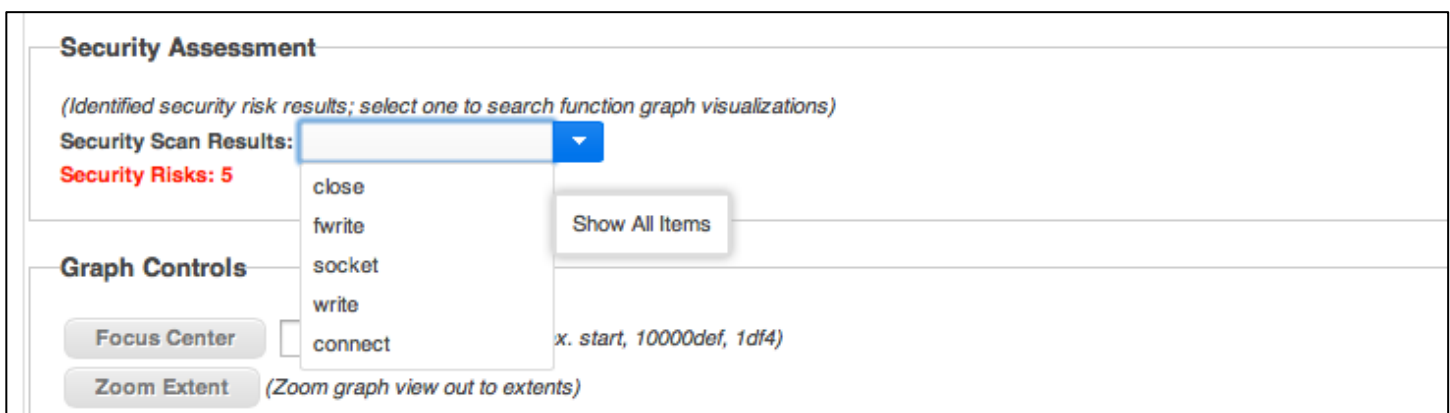 Security Assessment
(Identified security risk results; select one to search function graph visualizations)
Security Scan Results:
Security Risks: 5
close
fwrite
socket
write
connect
Show All Items
Graph Controls
Focus Center
x. start, 10000def, 1df4)
Zoom Extent (Zoom graph view out to extents)